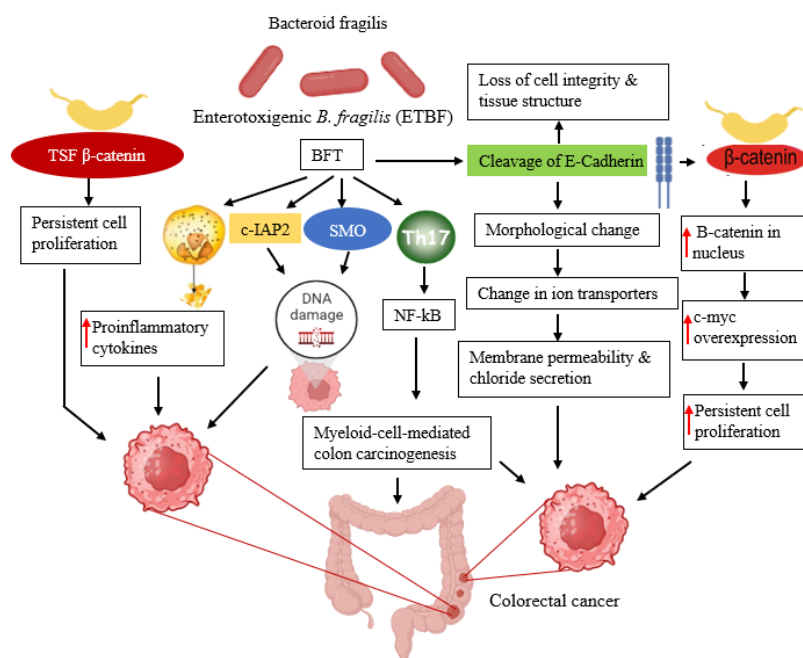 Bacteroid fragilis
Enterotoxigenic B. fragilis (ETBF)
BFT
TSF β-catenin
Persistent cell
proliferation
Proinflammatory
cytokines
c-IAP2
SMO
DNA
damage
Th17
NF-kB
Myeloid-cell-mediated
colon carcinogenesis
Loss of cell integrity &
tissue structure
Cleavage of E-Cadherin
Morphological change
Change in ion transporters
Membrane permeability &
chloride secretion
β-catenin
B-catenin in
nucleus
c-myc
overexpression
Persistent cell
proliferation
Colorectal cancer